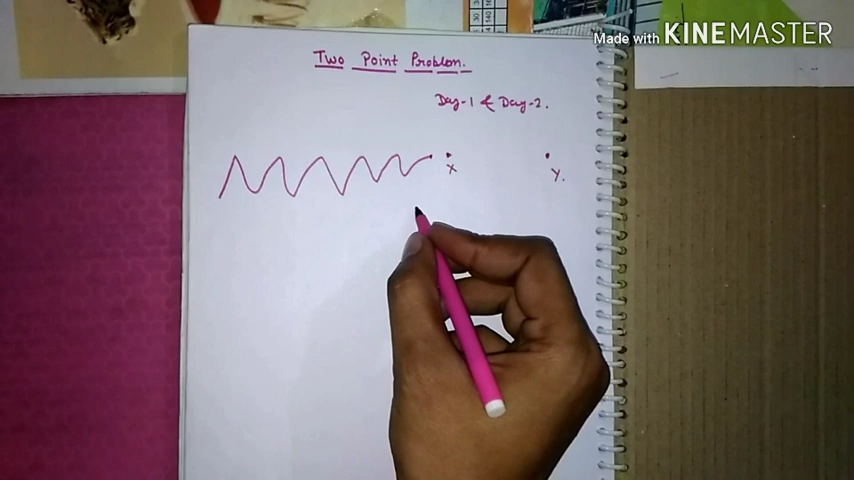 Made with KINEMASTER
Two Point Problem.
Day-1 & Day-2.
X
Y.